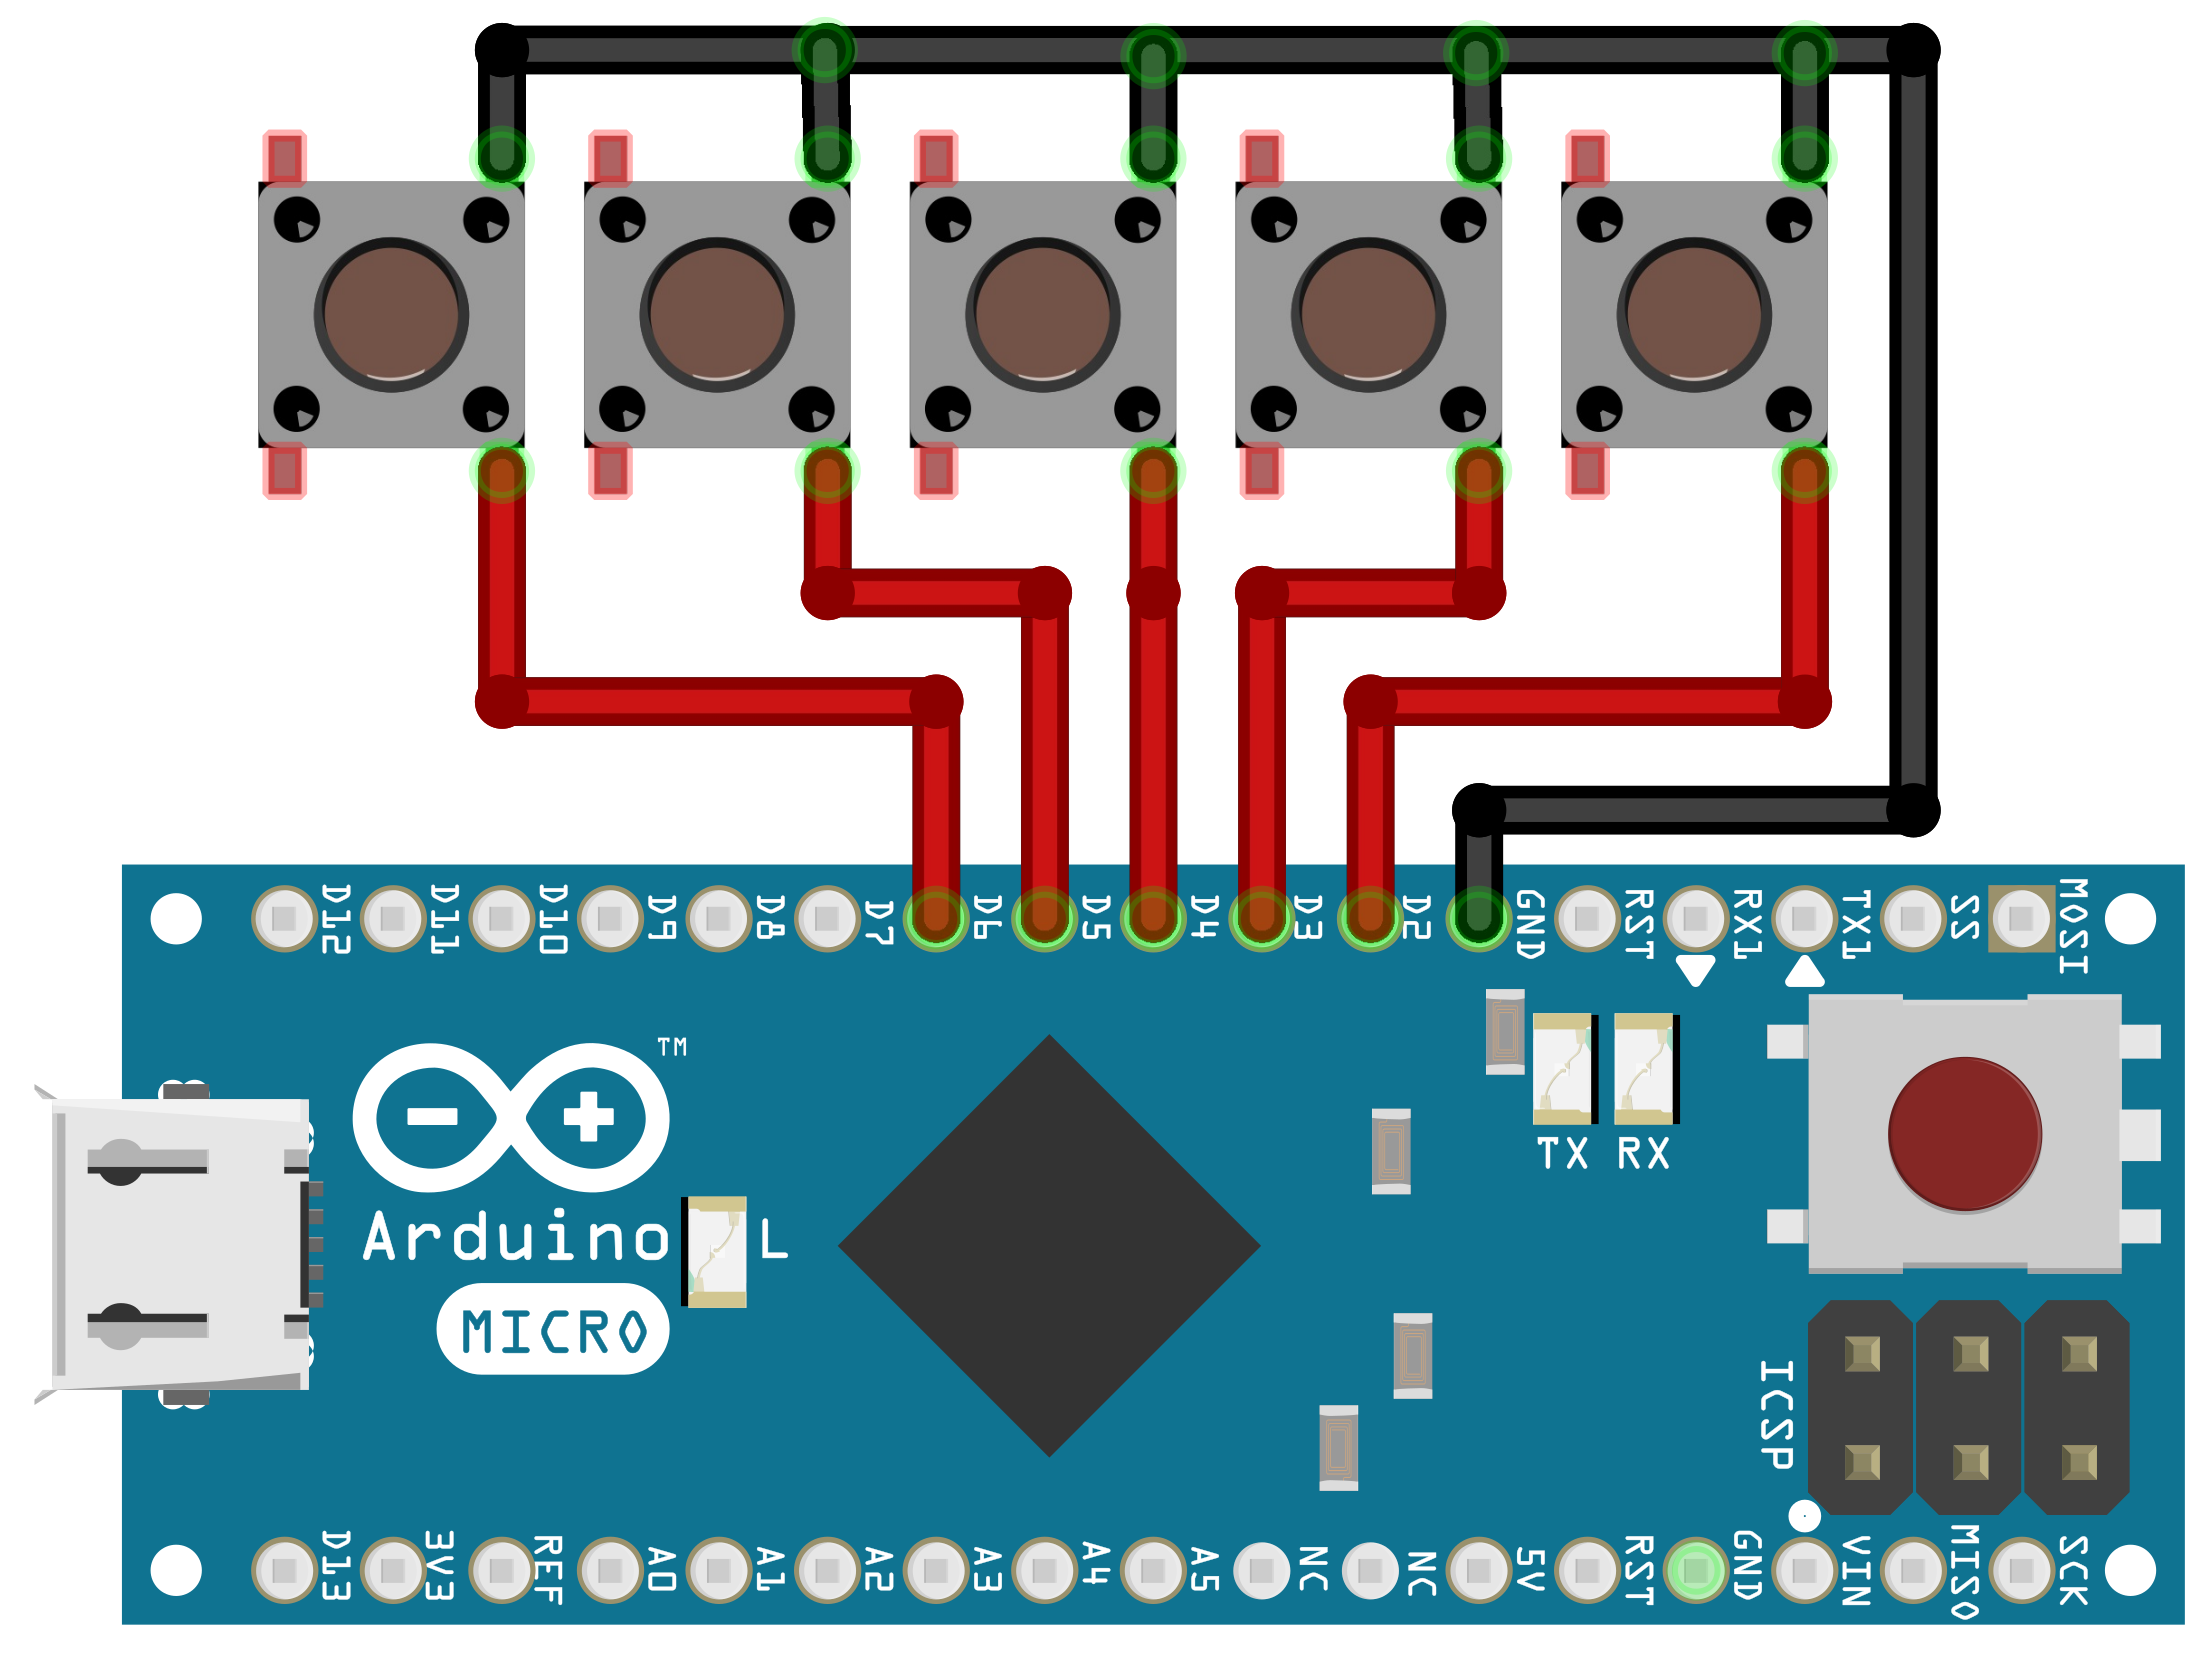 D12 D11 D10 D9 D8 D7 D6 D5 D4 D3 D2 GND RST RX1 TX1 SS MOSI
TM
TX RX
Arduino L
MICRO
ICSP
D13 3V3 REF A0 A1 A2 A3 A4 A5 NC NC 5V RST GND VIN MISO SCK